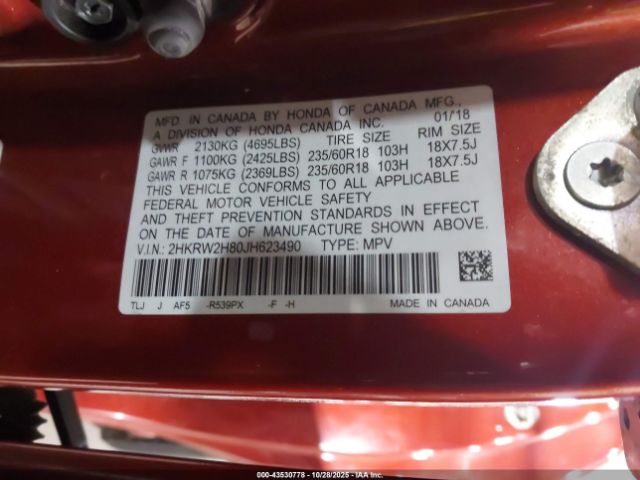 MFD. IN CANADA BY HONDA OF CANADA MFG.,
A DIVISION OF HONDA CANADA INC. 01/18
GVWR 2130KG (4695LBS) TIRE SIZE RIM SIZE
GAWR F 1100KG (2425LBS) 235/60R18 103H 18X7.5J
GAWR R 1075KG (2369LBS) 235/60R18 103H 18X7.5J
THIS VEHICLE CONFORMS TO ALL APPLICABLE
FEDERAL MOTOR VEHICLE SAFETY
AND THEFT PREVENTION STANDARDS IN EFFECT
ON THE DATE OF MANUFACTURE SHOWN ABOVE.
V.I.N.: 2HKRW2H80JH623490 TYPE: MPV
TLJ J AF5 -R539PX -F -H MADE IN CANADA
00-43530778 | 10/28/2025 | IAA Inc.